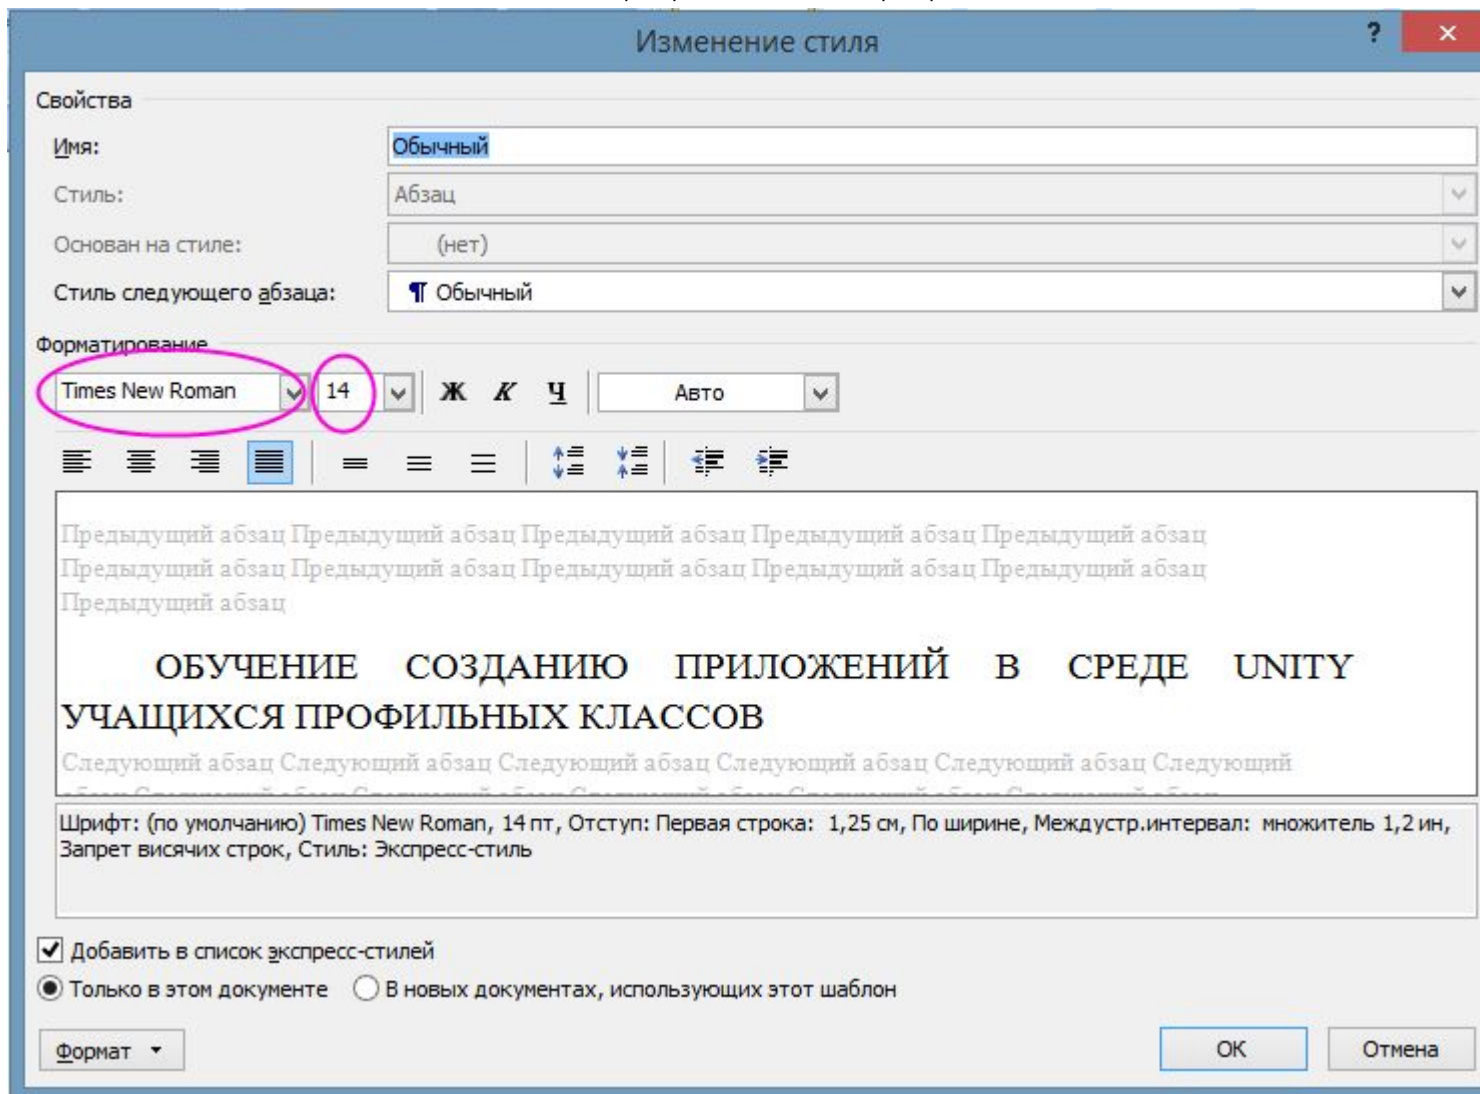 Изменение стиля
?
Свойства
Имя:
Обычный
Стиль:
Абзац
Основан на стиле:
(нет)
Стиль следующего абзаца:
¶ Обычный
Форматирование
Times New Roman 14 Ж К Ч Авто
Предыдущий абзац Предыдущий абзац Предыдущий абзац Предыдущий абзац Предыдущий абзац
Предыдущий абзац Предыдущий абзац Предыдущий абзац Предыдущий абзац Предыдущий абзац
Предыдущий абзац
ОБУЧЕНИЕ СОЗДАНИЮ ПРИЛОЖЕНИЙ В СРЕДЕ UNITY
УЧАЩИХСЯ ПРОФИЛЬНЫХ КЛАССОВ
Следующий абзац Следующий абзац Следующий абзац Следующий абзац Следующий абзац Следующий
Шрифт: (по умолчанию) Times New Roman, 14 пт, Отступ: Первая строка: 1,25 см, По ширине, Междустр.интервал: множитель 1,2 ин,
Запрет висячих строк, Стиль: Экспресс-стиль
Добавить в список экспресс-стилей
Только в этом документе В новых документах, использующих этот шаблон
Формат
ОК
Отмена